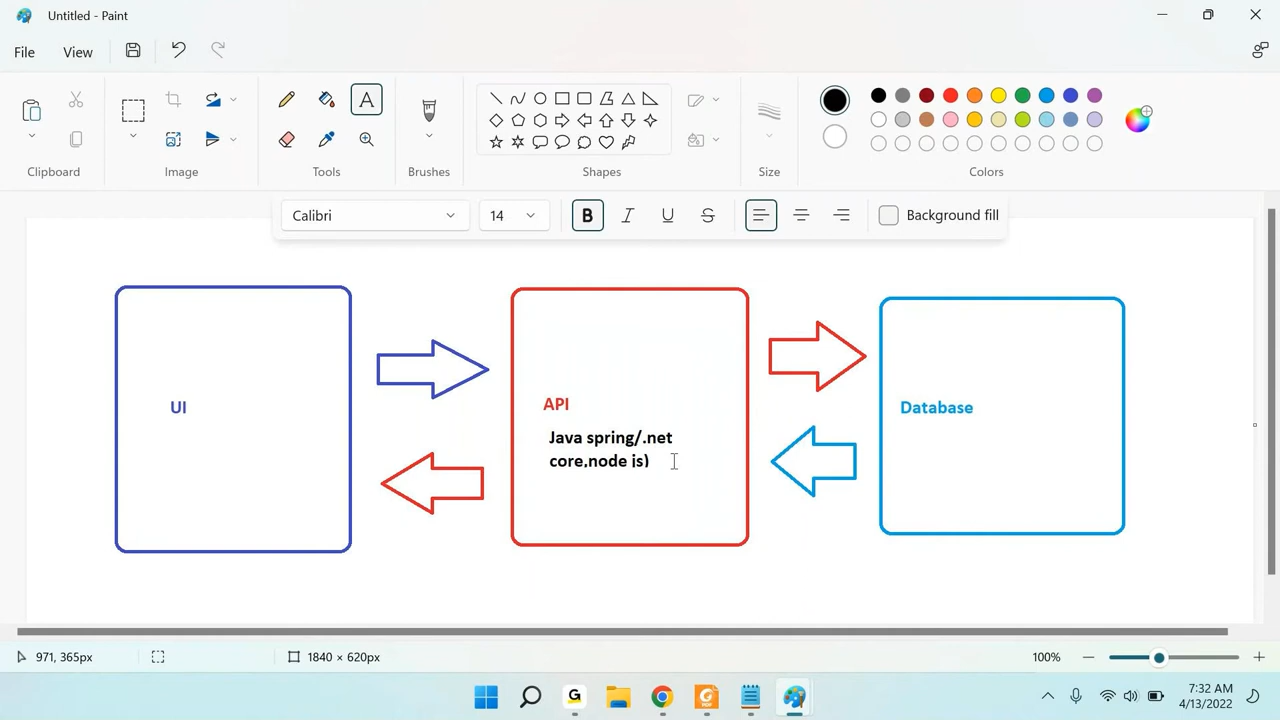 Untitled - Paint
File View
Calibri 14 B I U S Background fill
Clipboard Image Tools Brushes Shapes Size Colors
UI
API
Java spring/.net
core,node is)
Database
971, 365px
1840 × 620px
100%
7:32 AM
4/13/2022